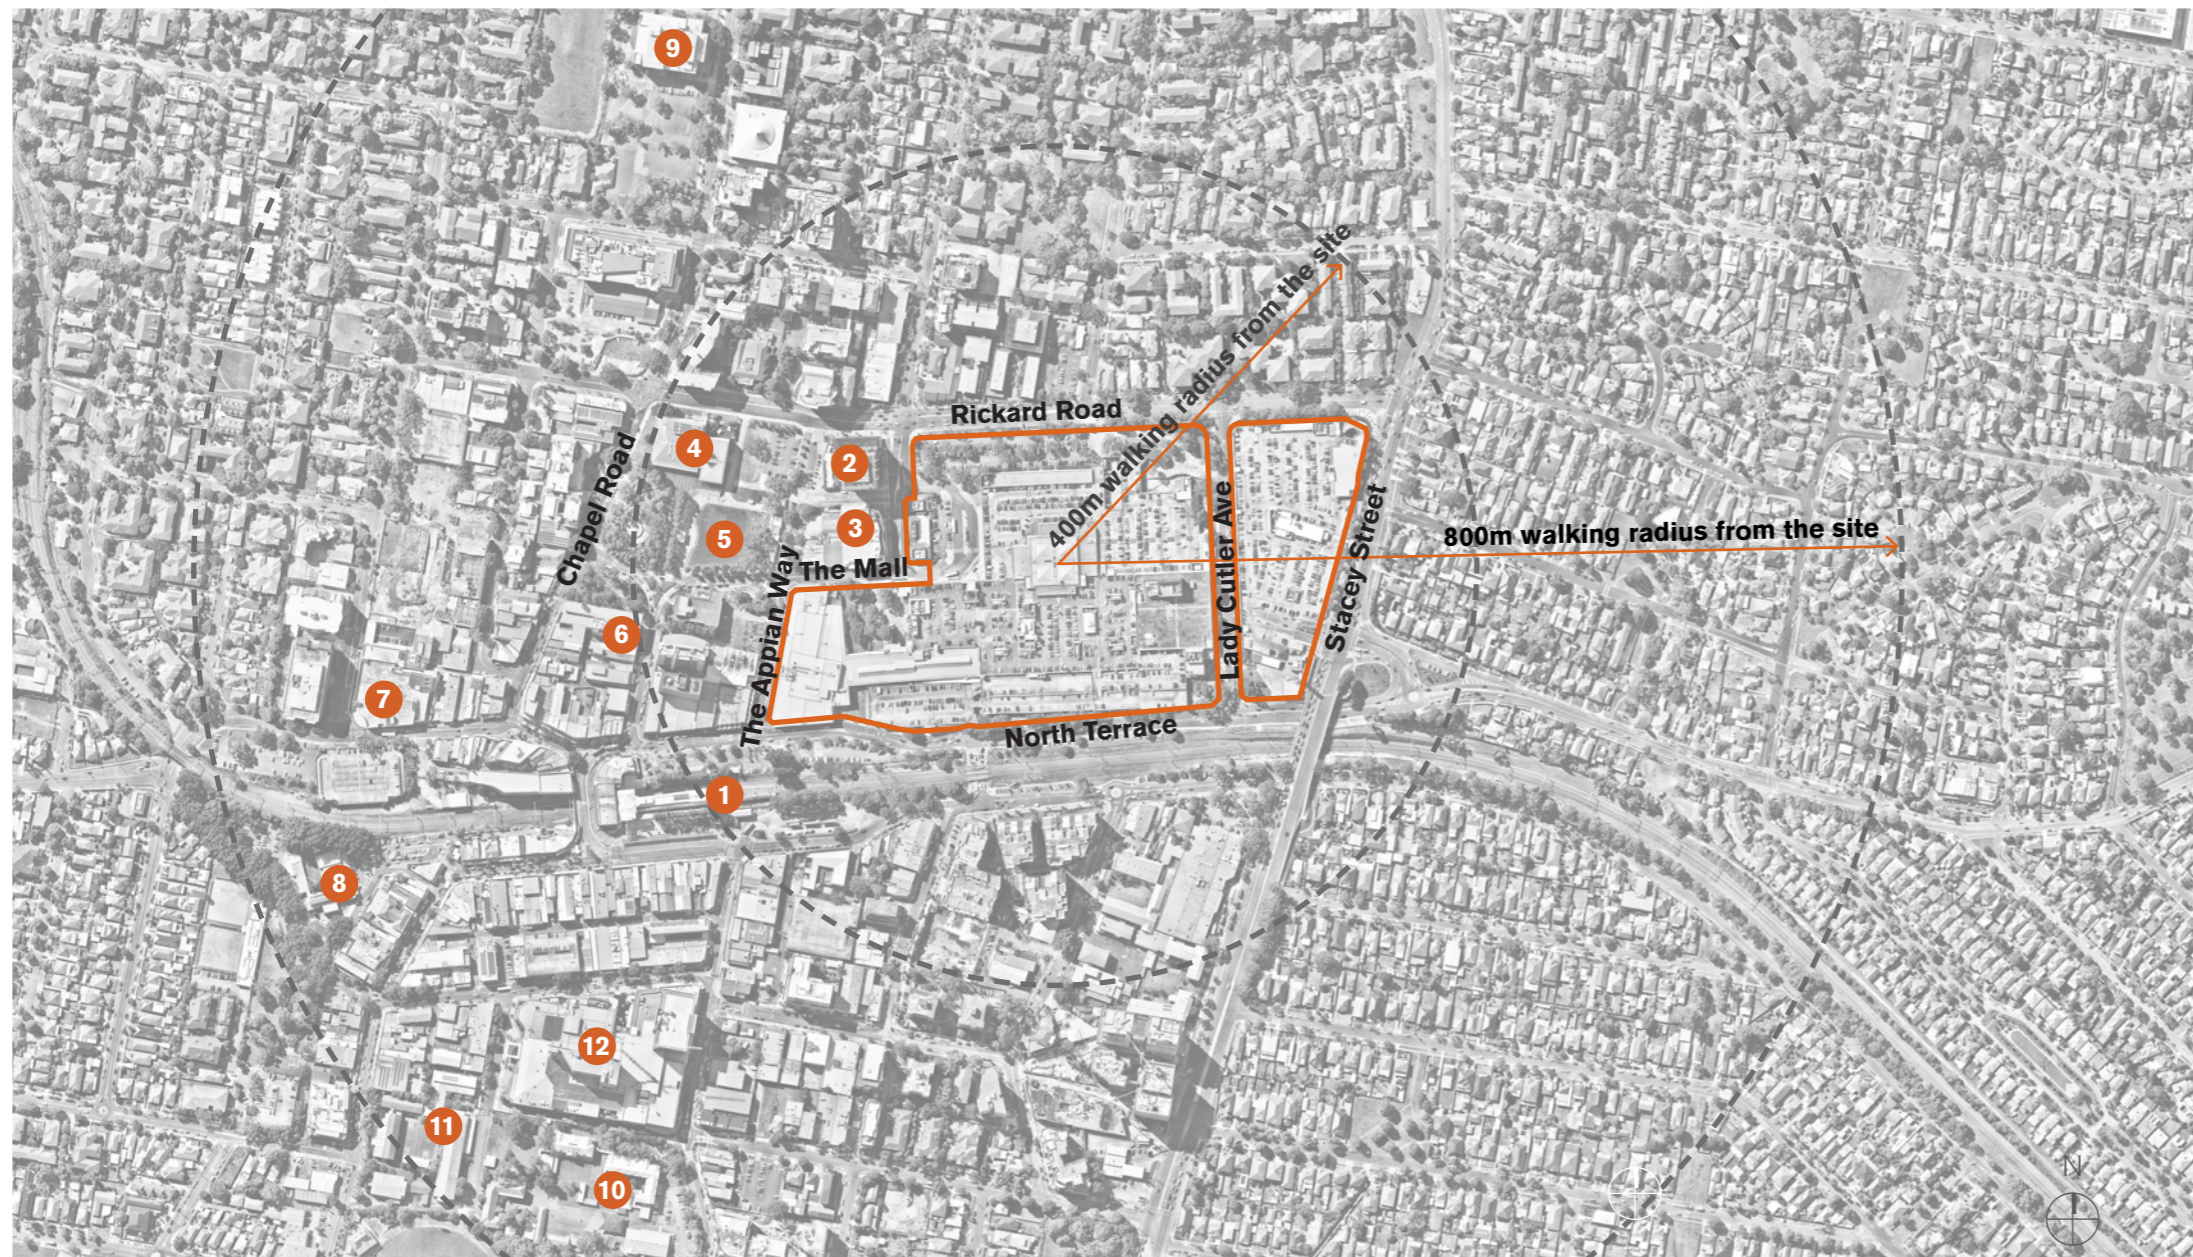 9
400m walking radius from the site
Rickard Road
4
2
Chapel Road
5
3
The Mall
800m walking radius from the site
Lady Cutler Ave
Stacey Street
The Appian Way
6
7
North Terrace
1
8
12
11
10
N